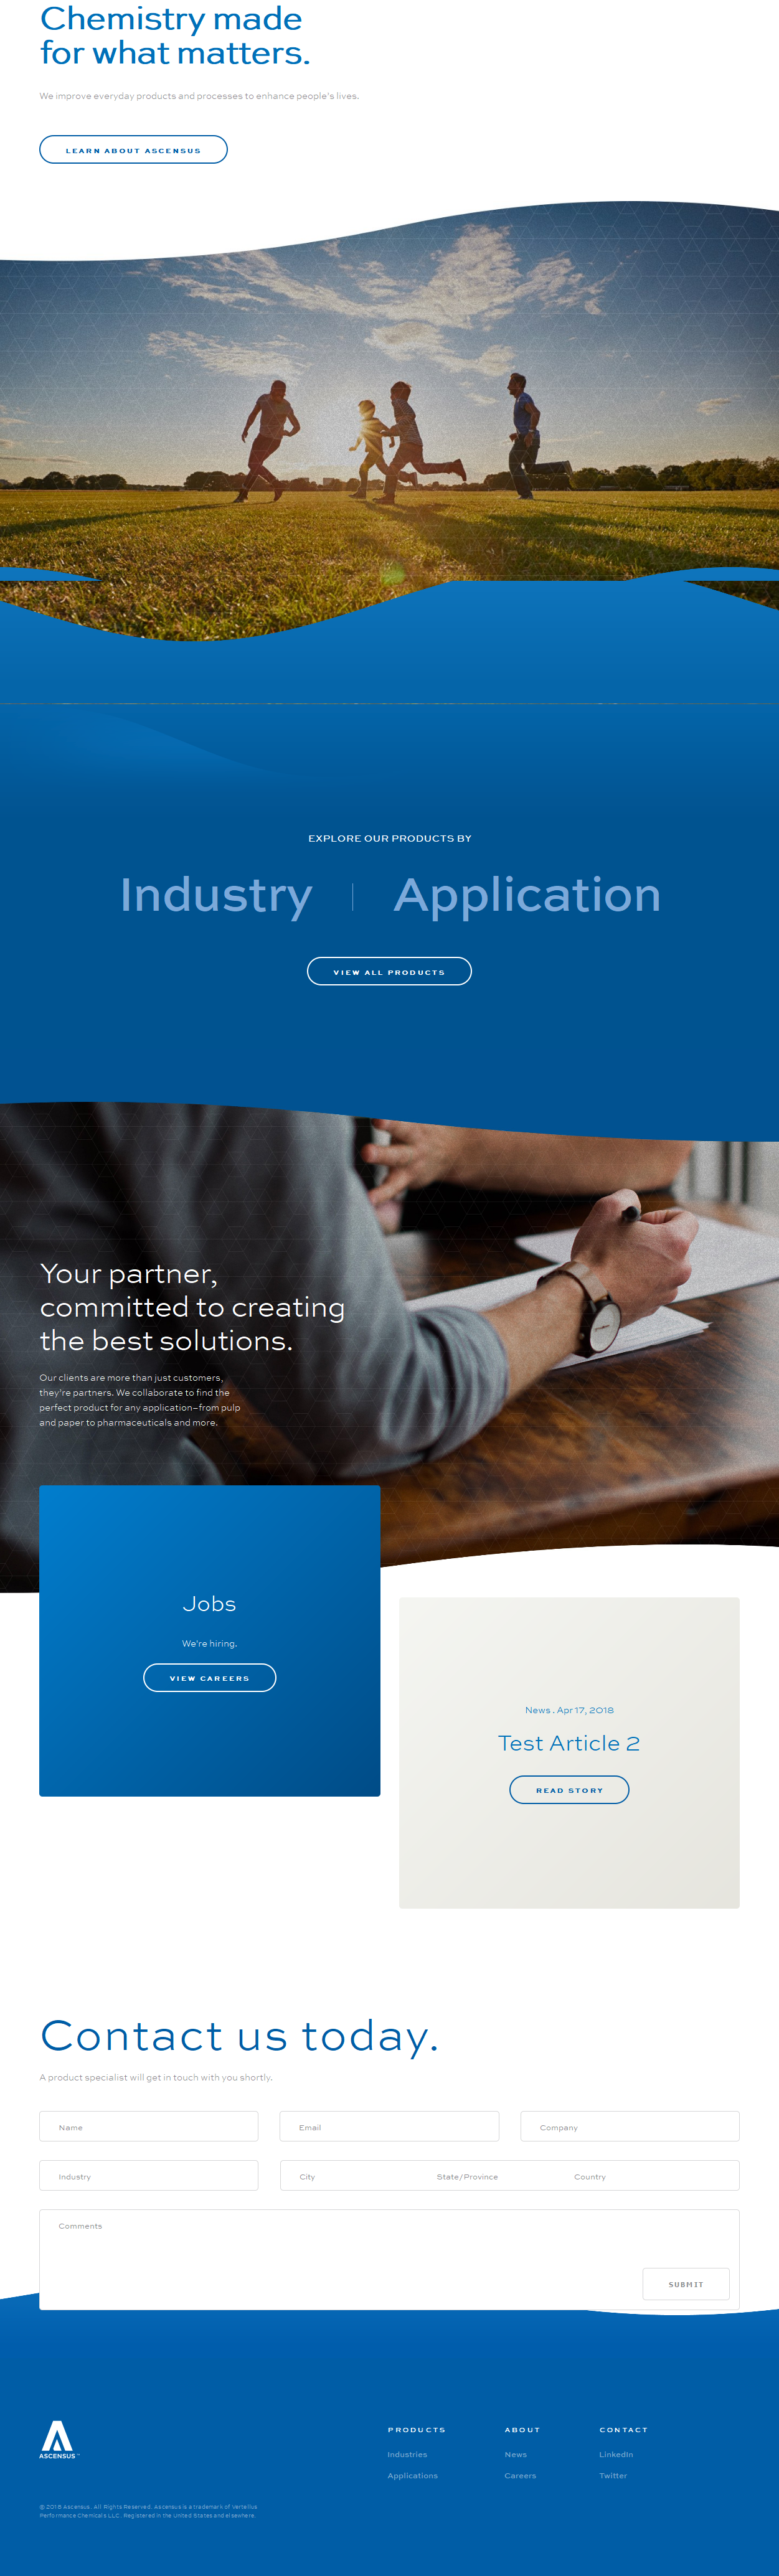 Chemistry made
for what matters.
We improve everyday products and processes to enhance people's lives.
LEARN ABOUT ASCENSUS
EXPLORE OUR PRODUCTS BY
Industry | Application
VIEW ALL PRODUCTS
Your partner,
committed to creating
the best solutions.
Our clients are more than just customers,
they're partners. We collaborate to find the
perfect product for any application–from pulp
and paper to pharmaceuticals and more.
Jobs
We're hiring.
VIEW CAREERS
News . Apr 17, 2018
Test Article 2
READ STORY
Contact us today.
A product specialist will get in touch with you shortly.
Name Email Company
Industry City State/Province Country
Comments
SUBMIT
ASCENSUS
PRODUCTS ABOUT CONTACT
Industries News LinkedIn
Applications Careers Twitter
© 2018 Ascensus. All Rights Reserved. Ascensus is a trademark of Vertellus
Performance Chemicals LLC. Registered in the United States and elsewhere.